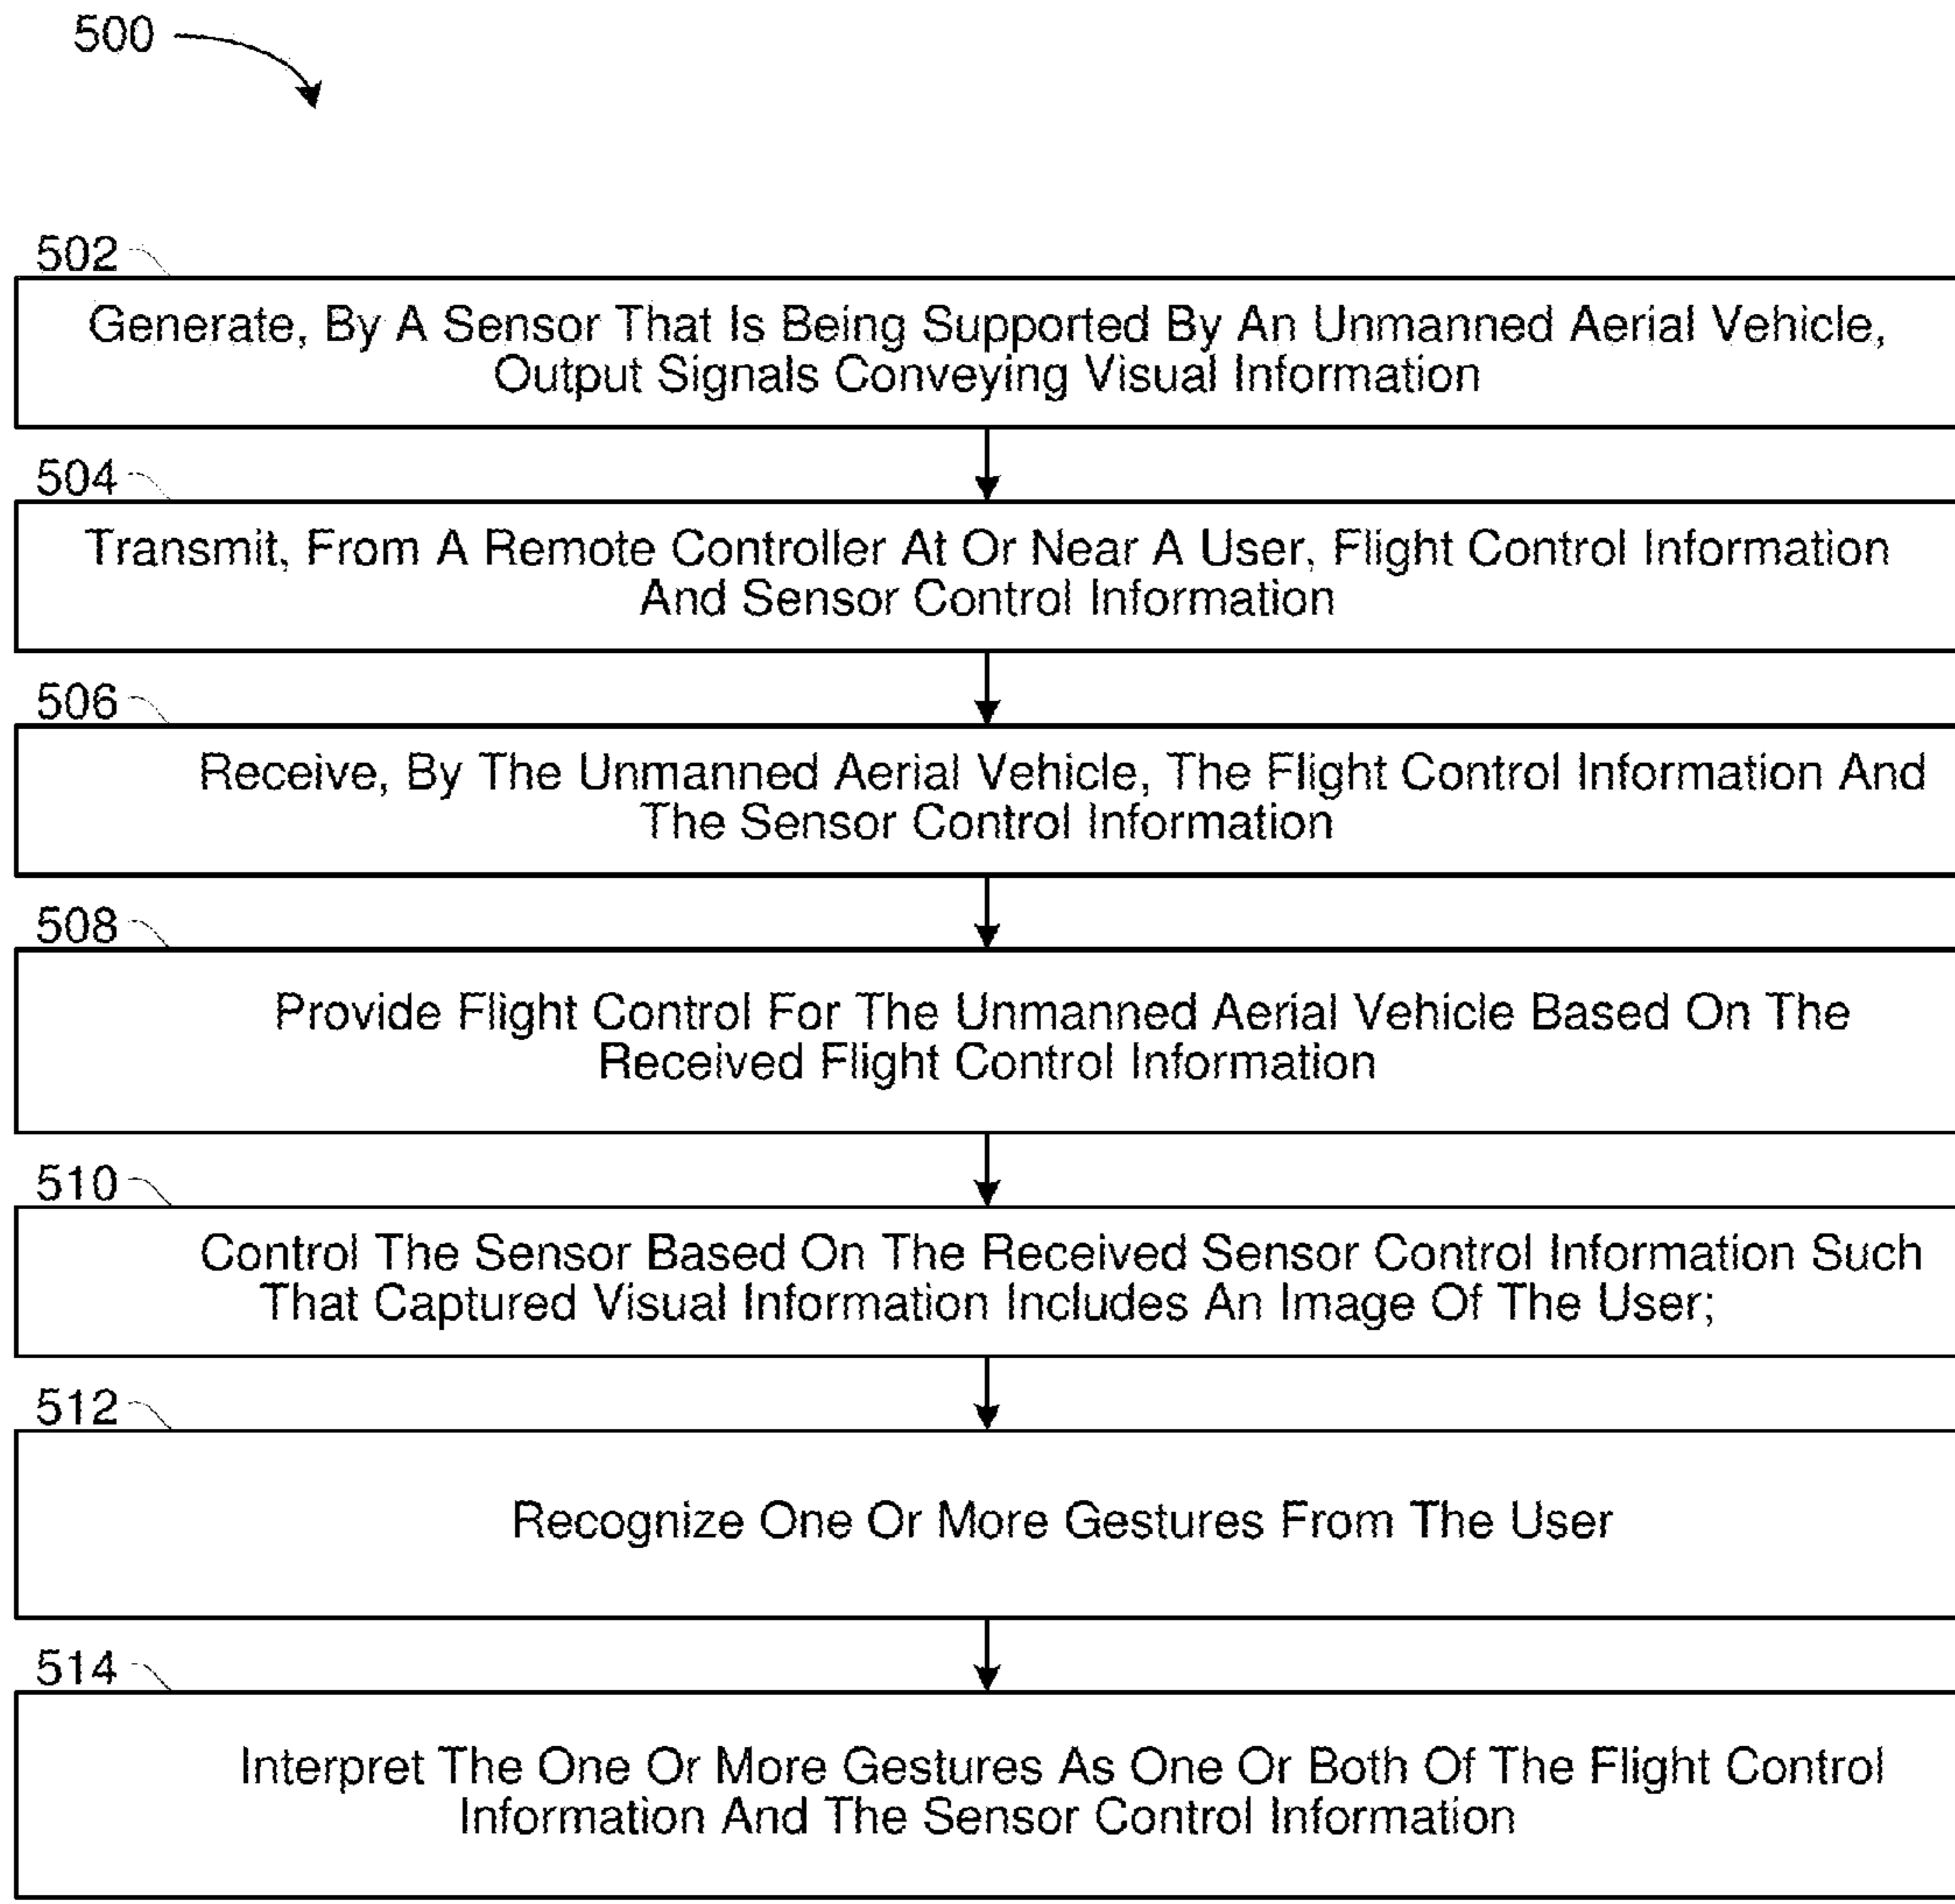 500
502
Generate, By A Sensor That Is Being Supported By An Unmanned Aerial Vehicle,
Output Signals Conveying Visual Information
504
Transmit, From A Remote Controller At Or Near A User, Flight Control Information
And Sensor Control Information
506
Receive, By The Unmanned Aerial Vehicle, The Flight Control Information And
The Sensor Control Information
508
Provide Flight Control For The Unmanned Aerial Vehicle Based On The
Received Flight Control Information
510
Control The Sensor Based On The Received Sensor Control Information Such
That Captured Visual Information Includes An Image Of The User;
512
Recognize One Or More Gestures From The User
514
Interpret The One Or More Gestures As One Or Both Of The Flight Control
Information And The Sensor Control Information